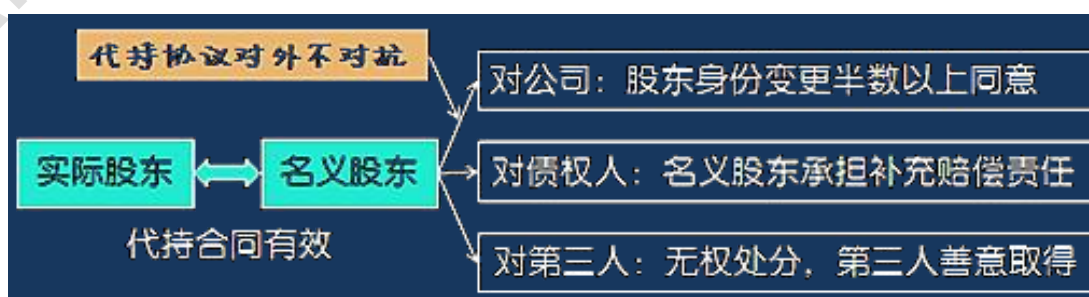 代持协议对外不对抗
对公司：股东身份变更半数以上同意
实际股东
名义股东
对债权人：名义股东承担补充赔偿责任
代持合同有效
对第三人：无权处分，第三人善意取得